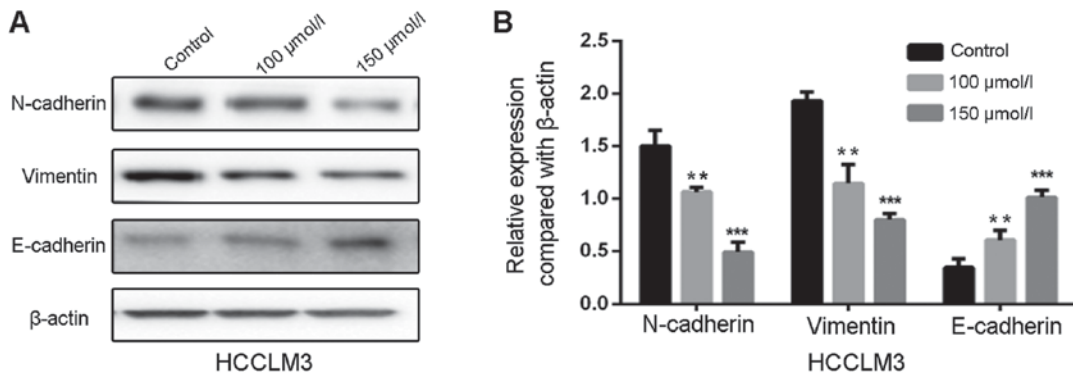 A
Control
100 μmol/l
150 μmol/l
N-cadherin
Vimentin
E-cadherin
β-actin
HCCLM3
B
Relative expression
compared with β-actin
2.5
2.0
1.5
1.0
0.5
0.0
Control
100 μmol/l
150 μmol/l
**
***
**
***
**
***
N-cadherin
Vimentin
E-cadherin
HCCLM3